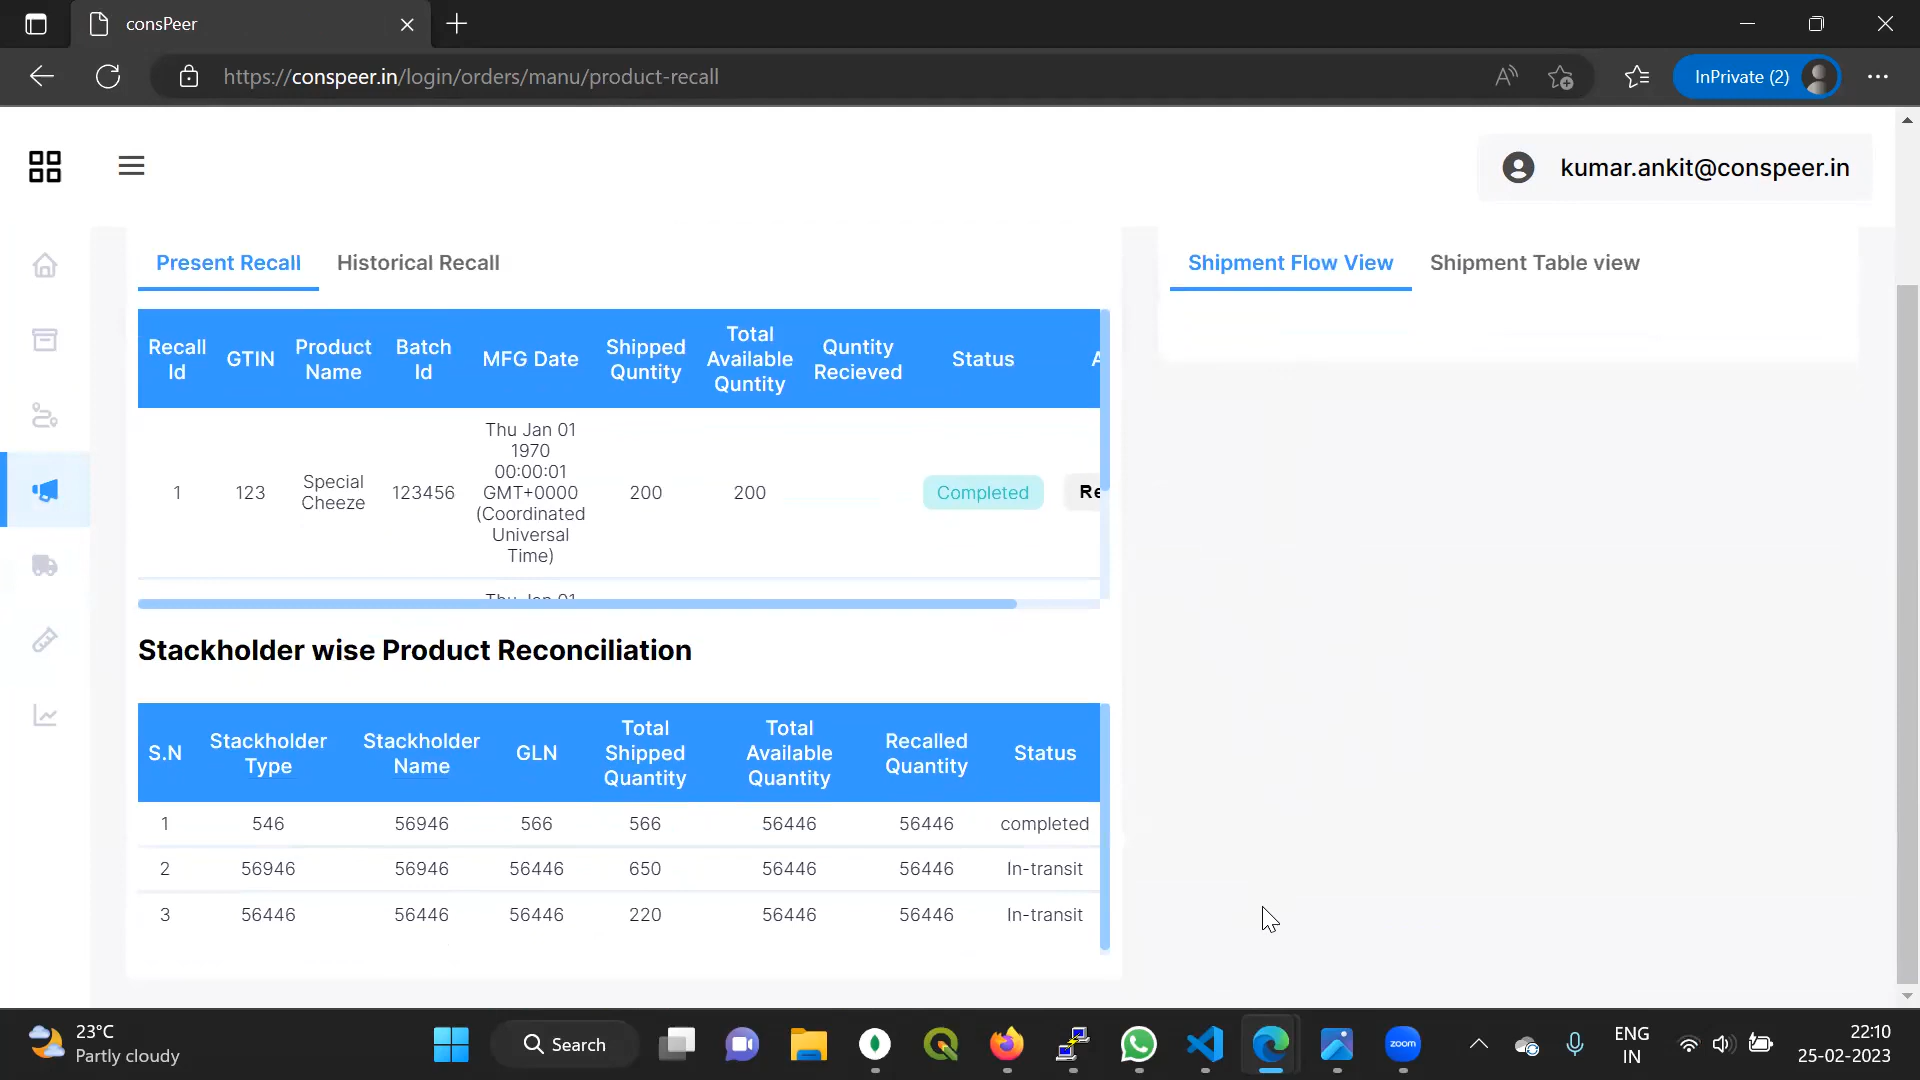 consPeer
https://conspeer.in/login/orders/manu/product-recall
InPrivate (2)
kumar.ankit@conspeer.in
Present Recall
Historical Recall
Shipment Flow View
Shipment Table view
Recall Id
GTIN
Product Name
Batch Id
MFG Date
Shipped Quntity
Total Available Quntity
Quntity Recieved
Status
A
1
123
Special Cheeze
123456
Thu Jan 01
1970
00:00:01
GMT+0000
(Coordinated
Universal
Time)
200
200
Completed
Re
Thu Jan 01
Stackholder wise Product Reconciliation
S.N
Stackholder Type
Stackholder Name
GLN
Total Shipped Quantity
Total Available Quantity
Recalled Quantity
Status
1 546 56946 566 566 56446 56446 completed
2 56946 56946 56446 650 56446 56446 In-transit
3 56446 56446 56446 220 56446 56446 In-transit
23°C
Partly cloudy
Search
zoom
ENG
IN
22:10
25-02-2023